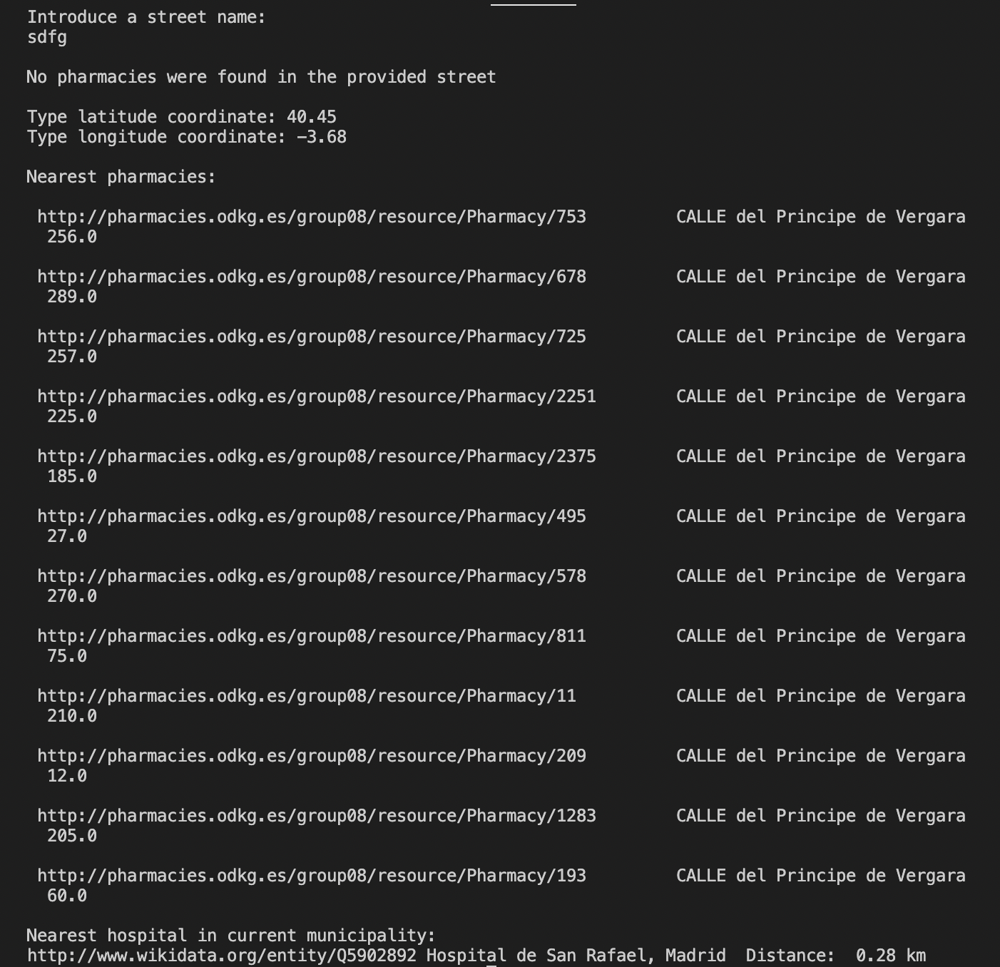 Introduce a street name:
sdfg
No pharmacies were found in the provided street
Type latitude coordinate: 40.45
Type longitude coordinate: -3.68
Nearest pharmacies:
http://pharmacies.odkg.es/group08/resource/Pharmacy/753 CALLE del Principe de Vergara
256.0
http://pharmacies.odkg.es/group08/resource/Pharmacy/678 CALLE del Principe de Vergara
289.0
http://pharmacies.odkg.es/group08/resource/Pharmacy/725 CALLE del Principe de Vergara
257.0
http://pharmacies.odkg.es/group08/resource/Pharmacy/2251 CALLE del Principe de Vergara
225.0
http://pharmacies.odkg.es/group08/resource/Pharmacy/2375 CALLE del Principe de Vergara
185.0
http://pharmacies.odkg.es/group08/resource/Pharmacy/495 CALLE del Principe de Vergara
27.0
http://pharmacies.odkg.es/group08/resource/Pharmacy/578 CALLE del Principe de Vergara
270.0
http://pharmacies.odkg.es/group08/resource/Pharmacy/811 CALLE del Principe de Vergara
75.0
http://pharmacies.odkg.es/group08/resource/Pharmacy/11 CALLE del Principe de Vergara
210.0
http://pharmacies.odkg.es/group08/resource/Pharmacy/209 CALLE del Principe de Vergara
12.0
http://pharmacies.odkg.es/group08/resource/Pharmacy/1283 CALLE del Principe de Vergara
205.0
http://pharmacies.odkg.es/group08/resource/Pharmacy/193 CALLE del Principe de Vergara
60.0
Nearest hospital in current municipality:
http://www.wikidata.org/entity/Q5902892 Hospital de San Rafael, Madrid Distance: 0.28 km